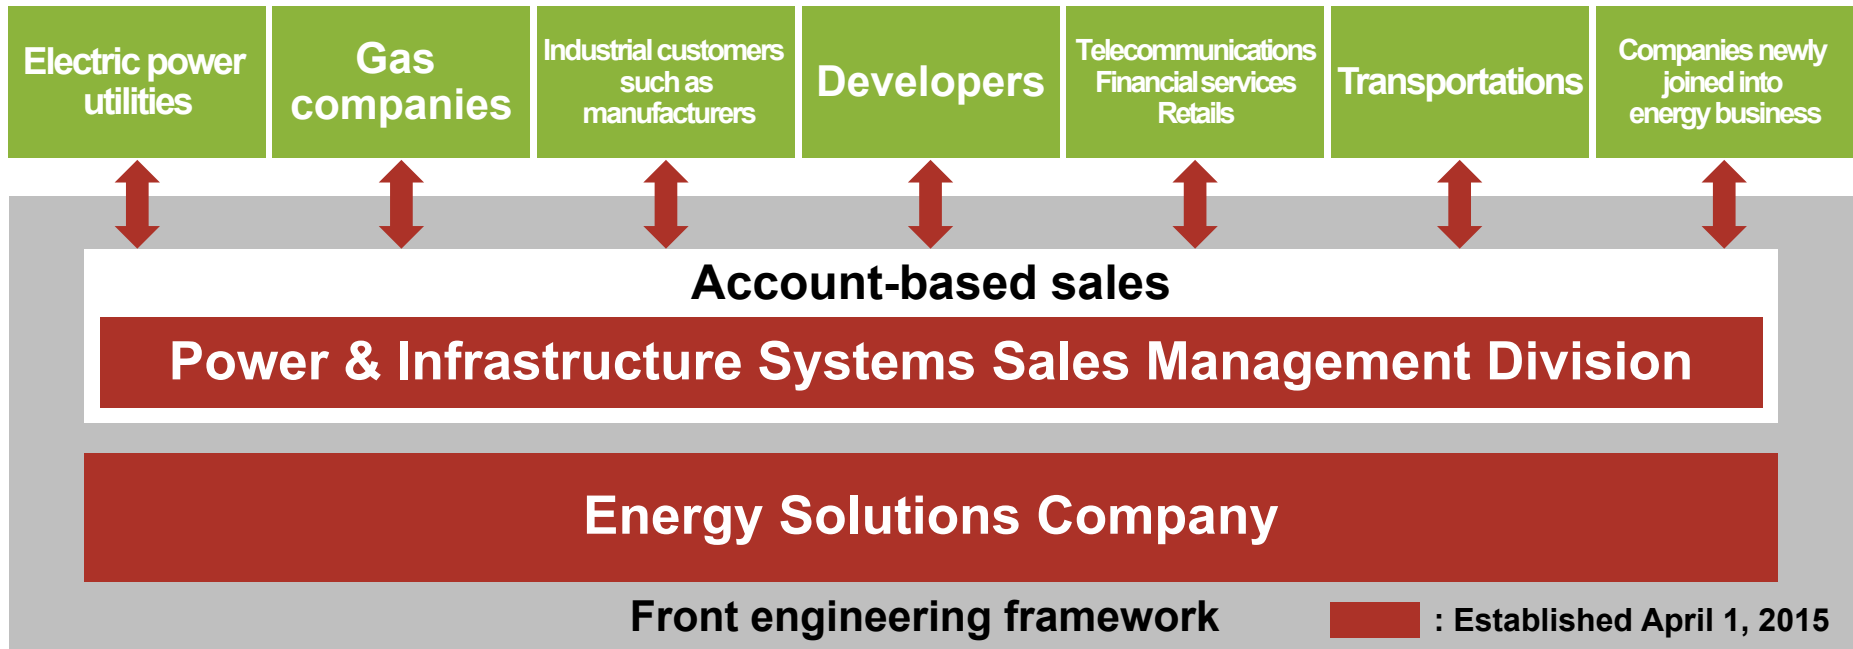 Electric power
utilities
Gas
companies
Industrial customers
such as
manufacturers
Developers
Telecommunications
Financial services
Retails
Transportations
Companies newly
joined into
energy business
Account-based sales
Power & Infrastructure Systems Sales Management Division
Energy Solutions Company
Front engineering framework
: Established April 1, 2015